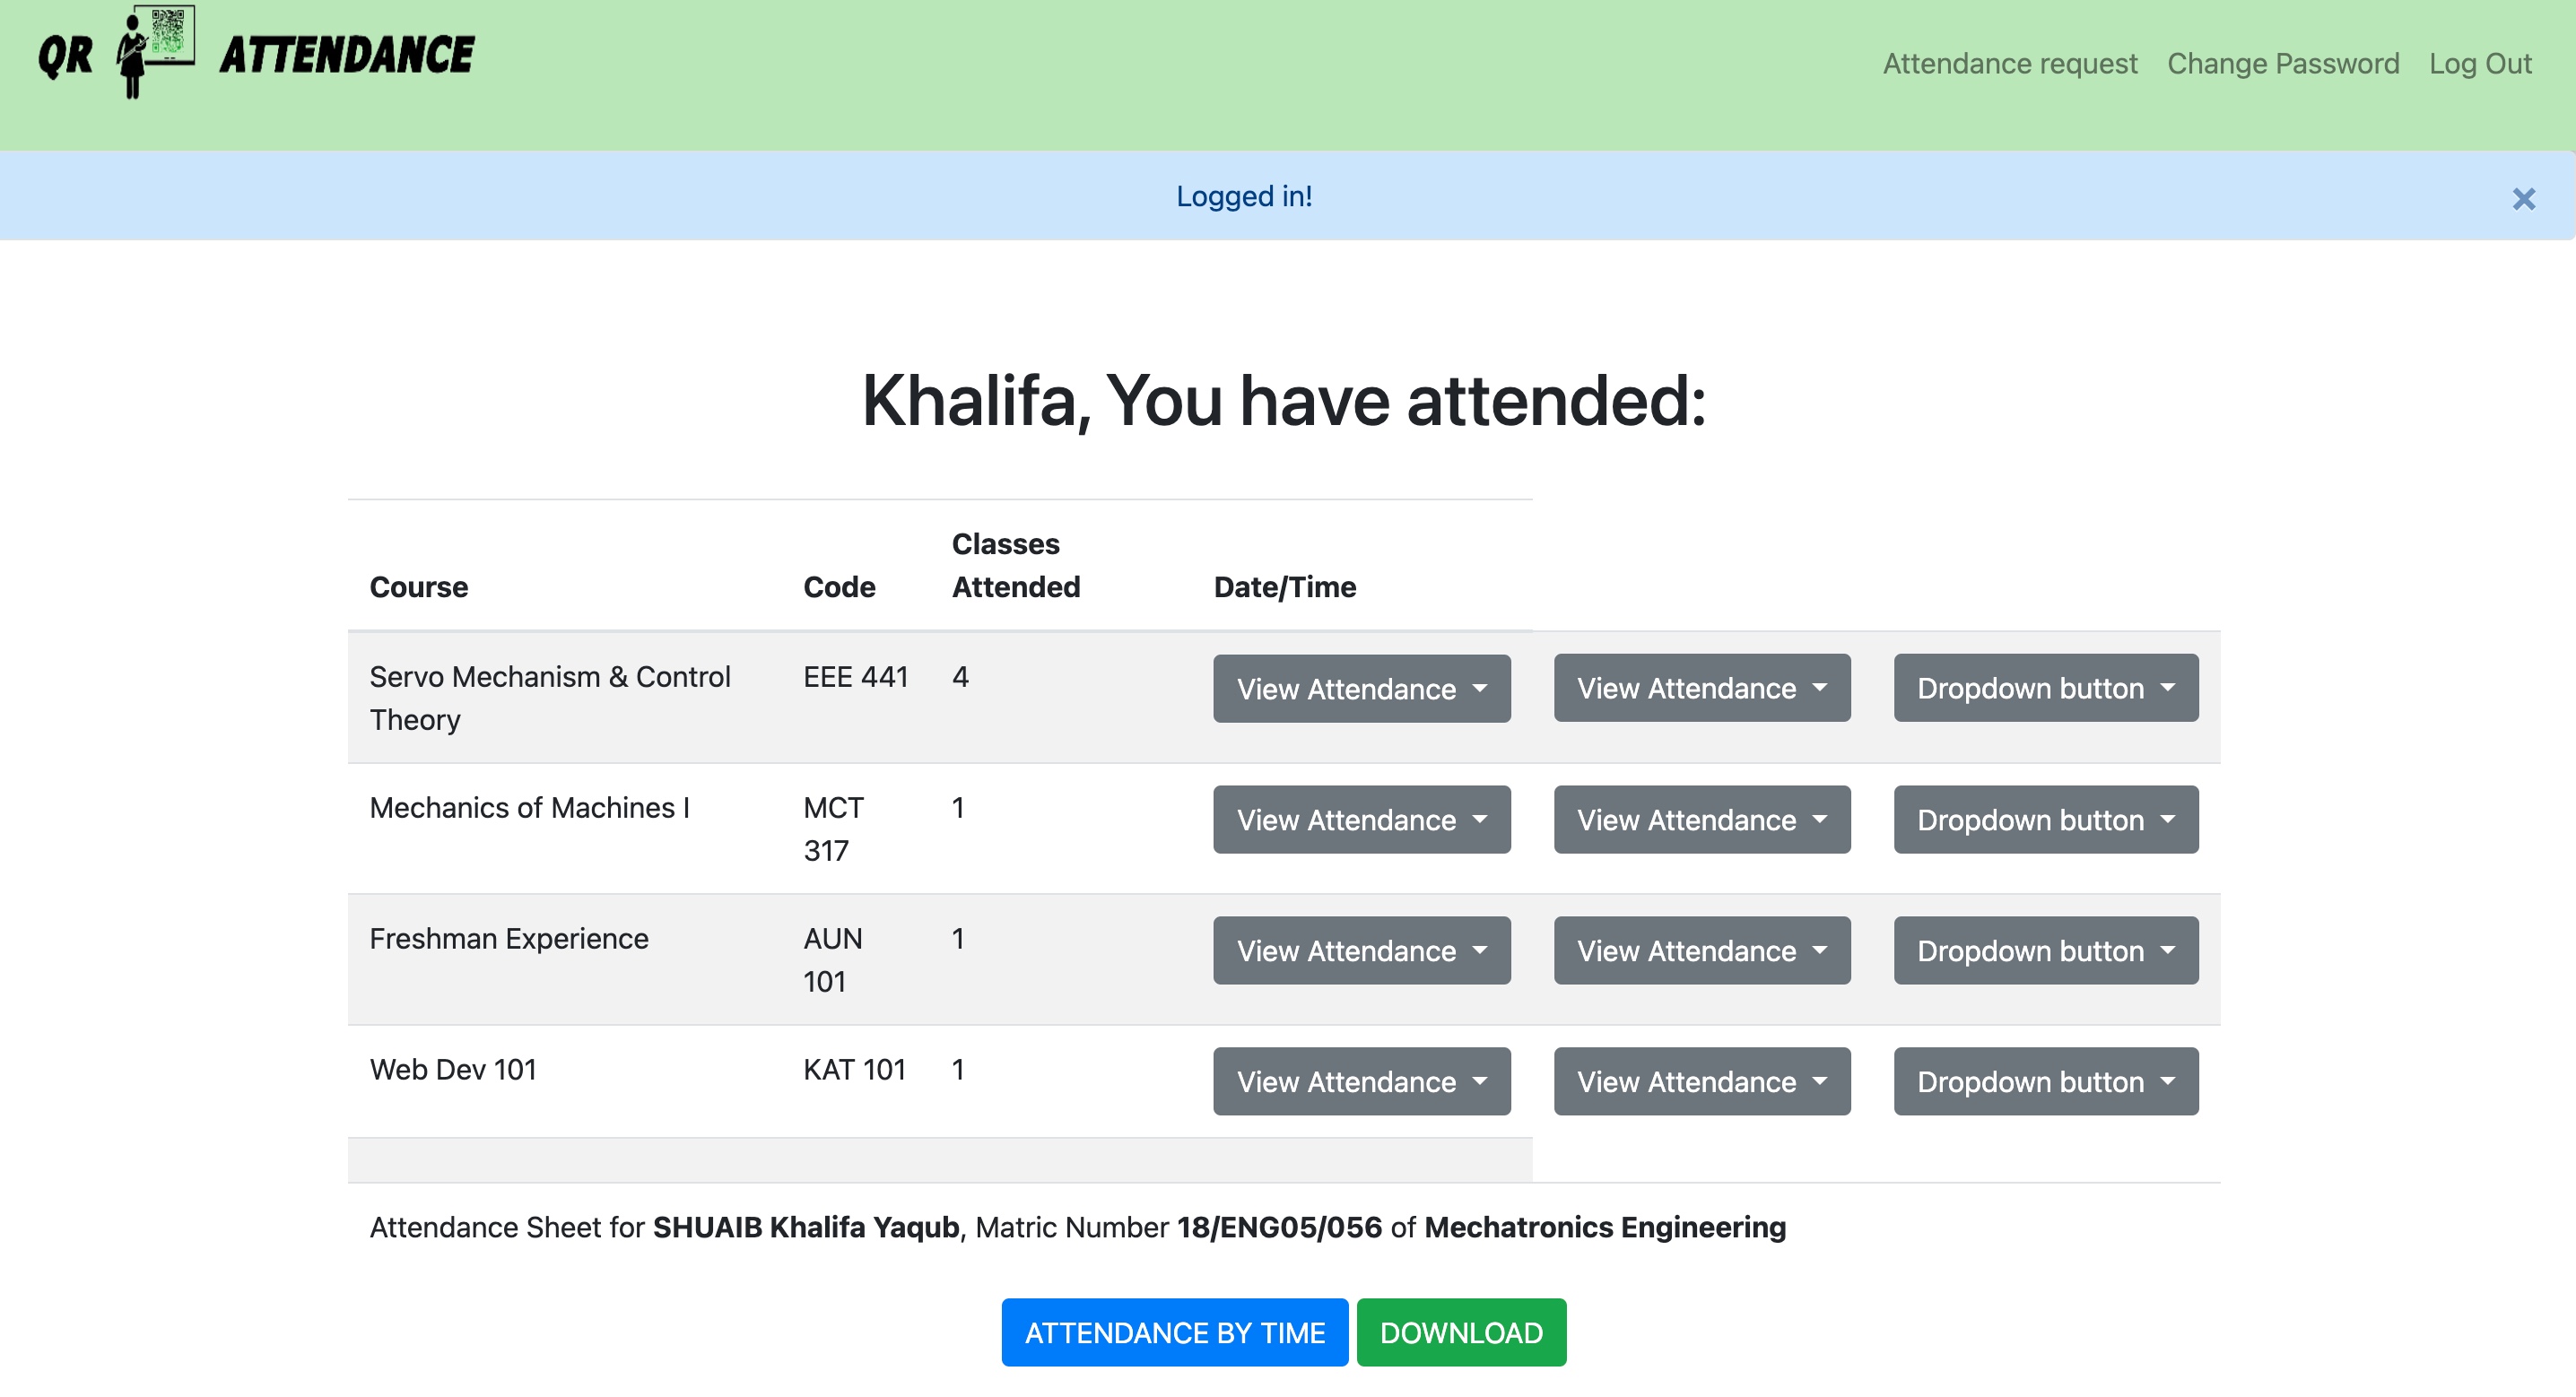 QR ATTENDANCE
Attendance request Change Password Log Out
Logged in! ×
Khalifa, You have attended:
Course Code Classes Attended Date/Time
Servo Mechanism & Control Theory EEE 441 4 View Attendance View Attendance Dropdown button
Mechanics of Machines I MCT 317 1 View Attendance View Attendance Dropdown button
Freshman Experience AUN 101 1 View Attendance View Attendance Dropdown button
Web Dev 101 KAT 101 1 View Attendance View Attendance Dropdown button
Attendance Sheet for SHUAIB Khalifa Yaqub, Matric Number 18/ENG05/056 of Mechatronics Engineering
ATTENDANCE BY TIME DOWNLOAD